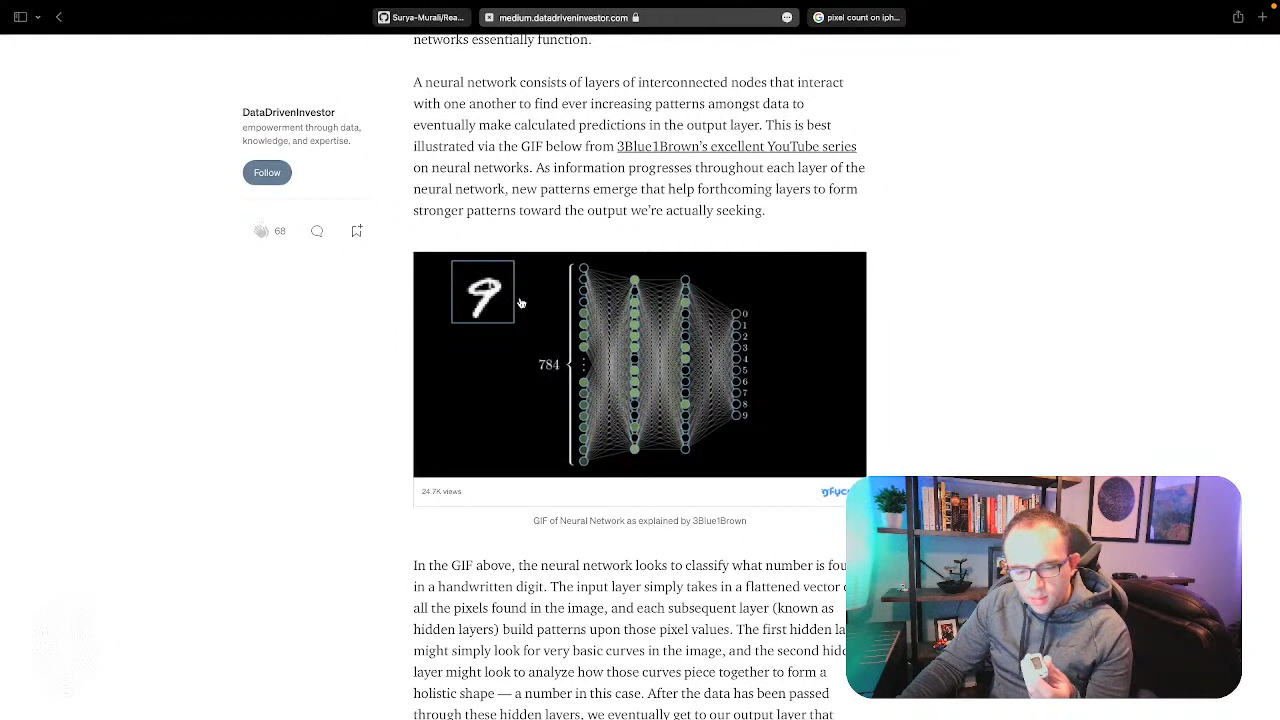 Surya-Murali/Rea...
medium.datadriveninvestor.com
pixel count on iph...
networks essentially function.
A neural network consists of layers of interconnected nodes that interact
with one another to find ever increasing patterns amongst data to
eventually make calculated predictions in the output layer. This is best
illustrated via the GIF below from 3Blue1Brown's excellent YouTube series
on neural networks. As information progresses throughout each layer of the
neural network, new patterns emerge that help forthcoming layers to form
stronger patterns toward the output we're actually seeking.
DataDrivenInvestor
empowerment through data,
knowledge, and expertise.
Follow
68
9
784
0
1
2
3
4
5
6
7
8
9
24.7K views
gfyc
GIF of Neural Network as explained by 3Blue1Brown
In the GIF above, the neural network looks to classify what number is fou
in a handwritten digit. The input layer simply takes in a flattened vector
all the pixels found in the image, and each subsequent layer (known as
hidden layers) build patterns upon those pixel values. The first hidden la
might simply look for very basic curves in the image, and the second hidd
layer might look to analyze how those curves piece together to form a
holistic shape — a number in this case. After the data has been passed
through these hidden layers, we eventually get to our output layer that